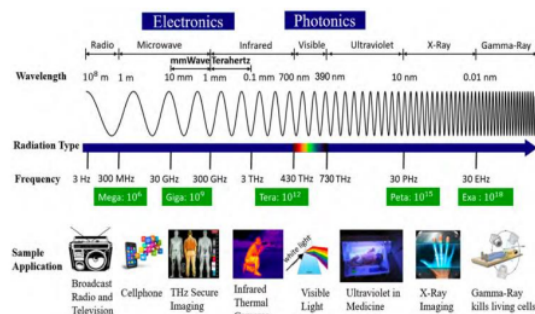 Electronics Photonics
Radio Microwave Infrared Visible Ultraviolet X-Ray Gamma-Ray
mmWave Terahertz
Wavelength 10⁸ m 1 m 10 mm 1 mm 0.1 mm 700 nm 390 nm 10 nm 0.01 nm
Radiation Type
Frequency 3 Hz 300 MHz 30 GHz 300 GHz 3 THz 430 THz 730 THz 30 PHz 30 EHz
Mega: 10⁶ Giga: 10⁹ Tera: 10¹² Peta: 10¹⁵ Exa: 10¹⁸
white light
Sample
Application
Broadcast
Radio and
Television
Cellphone
THz Secure
Imaging
Infrared
Thermal
Visible
Light
Ultraviolet in
Medicine
X-Ray
Imaging
Gamma-Ray
kills living cells